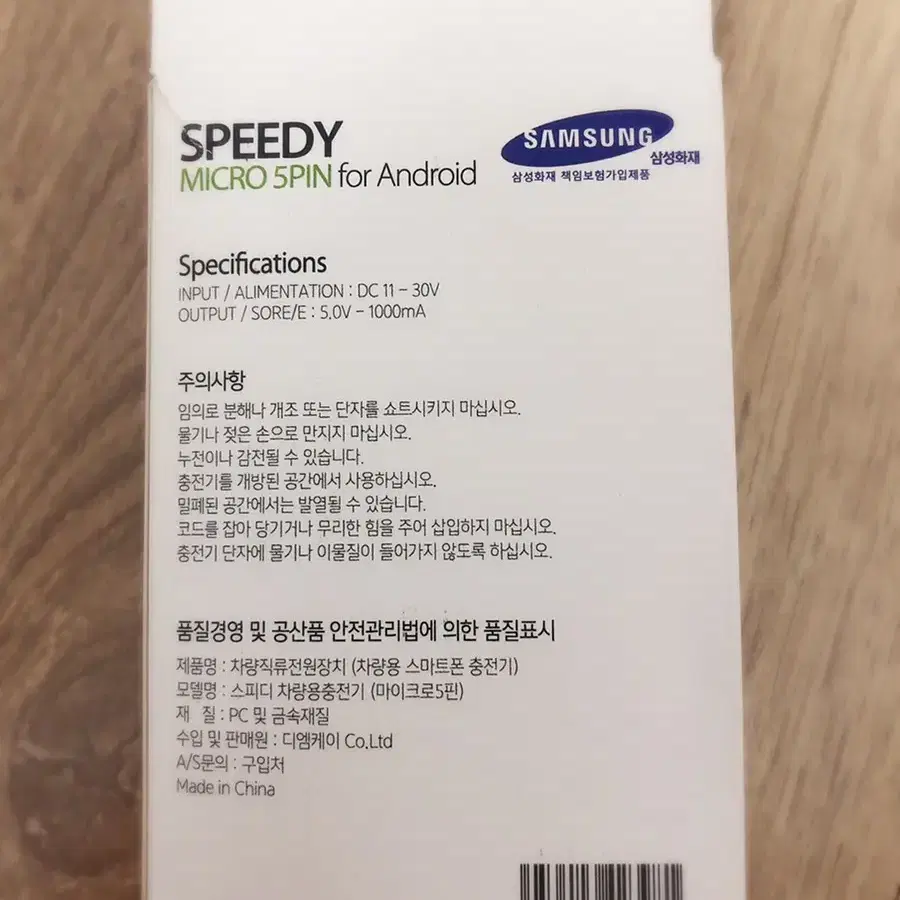 SPEEDY
MICRO 5PIN for Android
SAMSUNG 삼성화재
삼성화재 책임보험가입제품
Specifications
INPUT / ALIMENTATION : DC 11 – 30V
OUTPUT / SORE/E : 5.0V – 1000mA
주의사항
임의로 분해나 개조 또는 단자를 쇼트시키지 마십시오.
물기나 젖은 손으로 만지지 마십시오.
누전이나 감전될 수 있습니다.
충전기를 개방된 공간에서 사용하십시오.
밀폐된 공간에서는 발열될 수 있습니다.
코드를 잡아 당기거나 무리한 힘을 주어 삽입하지 마십시오.
충전기 단자에 물기나 이물질이 들어가지 않도록 하십시오.
품질경영 및 공산품 안전관리법에 의한 품질표시
제품명 : 차량직류전원장치 (차량용 스마트폰 충전기)
모델명 : 스피디 차량용충전기 (마이크로5핀)
재 질 : PC 및 금속재질
수입 및 판매원 : 디엠케이 Co.Ltd
A/S문의 : 구입처
Made in China